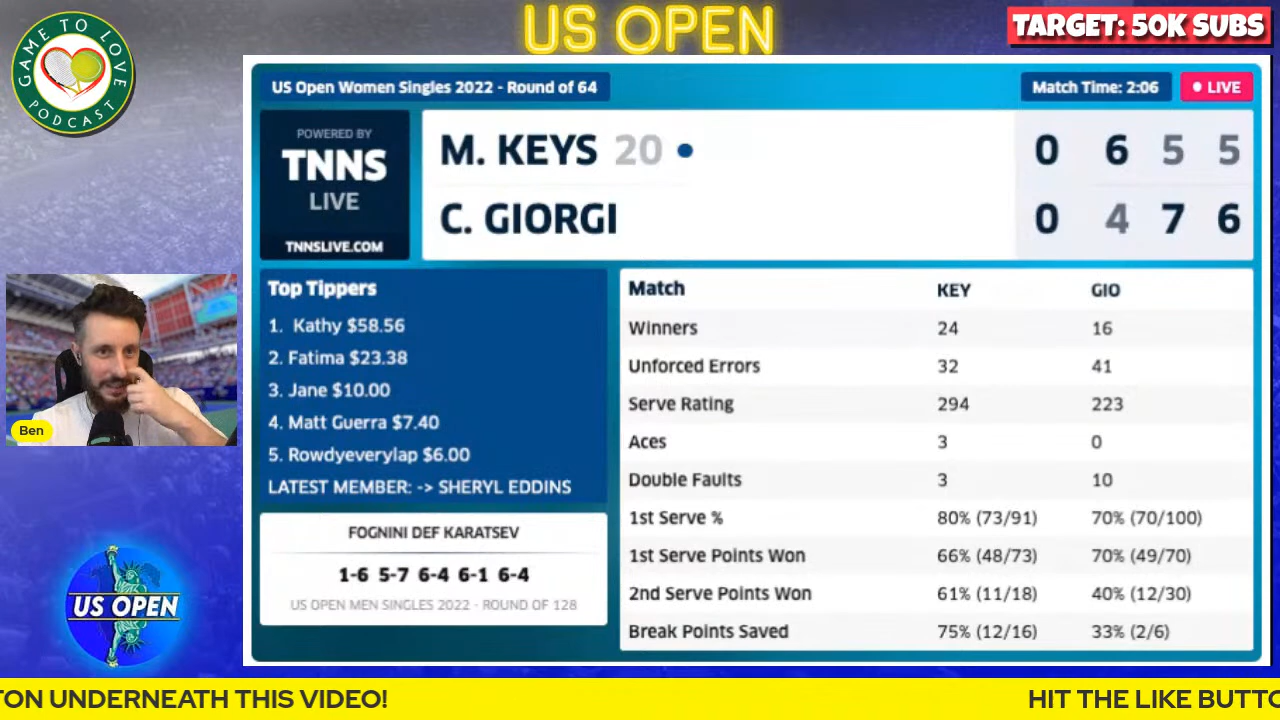 GAME TO LOVE
PODCAST
US OPEN
TARGET: 50K SUBS
US Open Women Singles 2022 - Round of 64
Match Time: 2:06
LIVE
POWERED BY
TNNS
LIVE
TNNSLIVE.COM
M. KEYS 20 0 6 5 5
C. GIORGI 0 4 7 6
Top Tippers
1. Kathy $58.56
2. Fatima $23.38
3. Jane $10.00
4. Matt Guerra $7.40
5. Rowdyeverylap $6.00
LATEST MEMBER: -> SHERYL EDDINS
FOGNINI DEF KARATSEV
1-6 5-7 6-4 6-1 6-4
US OPEN MEN SINGLES 2022 - ROUND OF 128
Match KEY GIO
Winners 24 16
Unforced Errors 32 41
Serve Rating 294 223
Aces 3 0
Double Faults 3 10
1st Serve % 80% (73/91) 70% (70/100)
1st Serve Points Won 66% (48/73) 70% (49/70)
2nd Serve Points Won 61% (11/18) 40% (12/30)
Break Points Saved 75% (12/16) 33% (2/6)
Ben
US OPEN
TON UNDERNEATH THIS VIDEO! HIT THE LIKE BUTTO